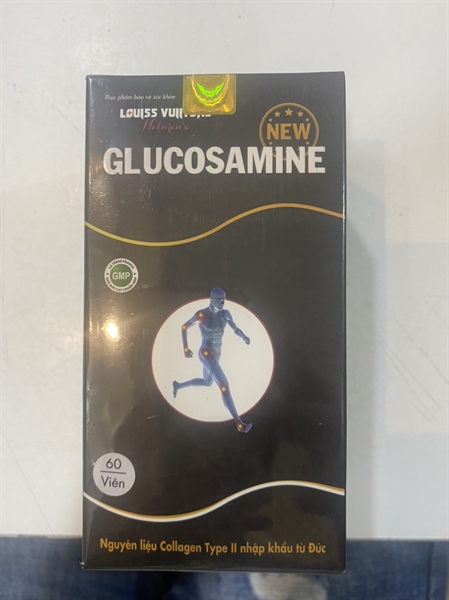 Thực phẩm bảo vệ sức khỏe
NEW
GLUCOSAMINE
GMP
60
Viên
Nguyên liệu Collagen Type II nhập khẩu từ Đức